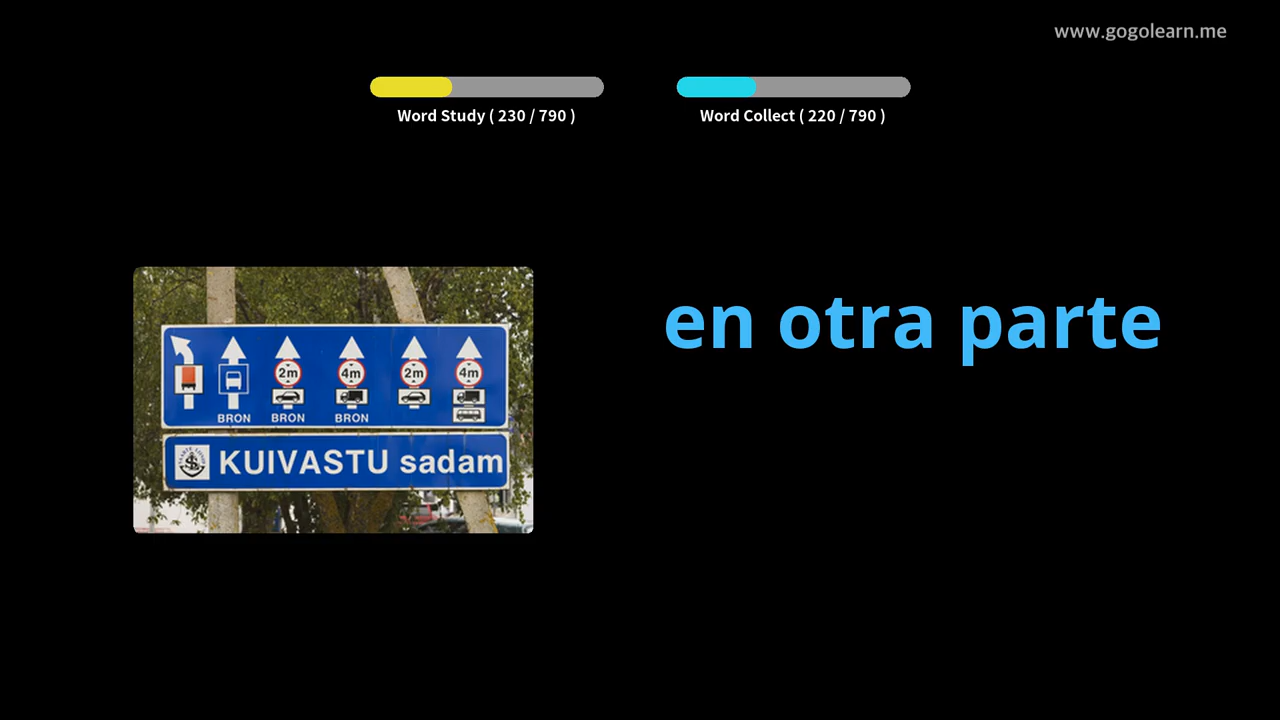 www.gogolearn.me
Word Study ( 230 / 790 )
Word Collect ( 220 / 790 )
en otra parte
2m
4m
2m
4m
BRON
BRON
BRON
KUIVASTU sadam